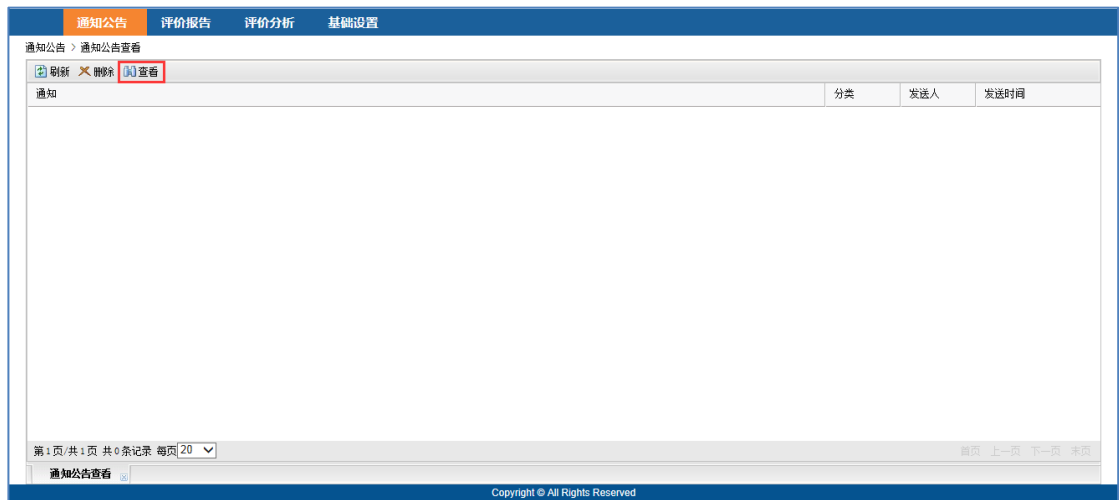 通知公告 评价报告 评价分析 基础设置
通知公告 > 通知公告查看
刷新 删除 查看
通知 分类 发送人 发送时间
第1页/共1页 共0条记录 每页 20 首页 上一页 下一页 末页
通知公告查看
Copyright © All Rights Reserved